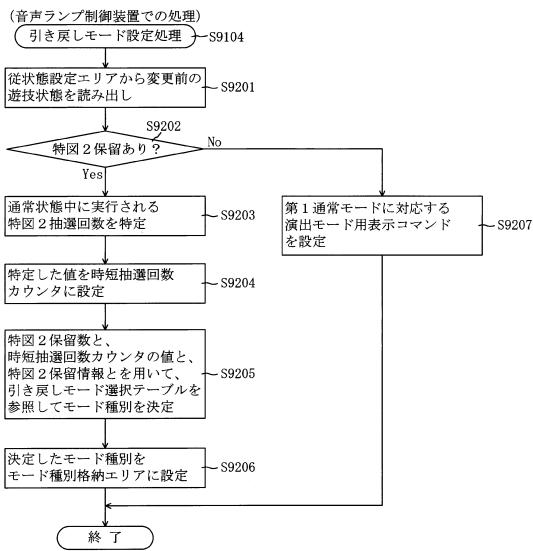 (音声ランプ制御装置での処理)
引き戻しモード設定処理
S9104
従状態設定エリアから変更前の
遊技状態を読み出し
S9201
S9202
特図2保留あり?
No
Yes
通常状態中に実行される
特図2抽選回数を特定
S9203
第1通常モードに対応する
演出モード用表示コマンド
を設定
S9207
特定した値を時短抽選回数
カウンタに設定
S9204
特図2保留数と、
時短抽選回数カウンタの値と、
特図2保留情報とを用いて、
引き戻しモード選択テーブルを
参照してモード種別を決定
S9205
決定したモード種別を
モード種別格納エリアに設定
S9206
終了